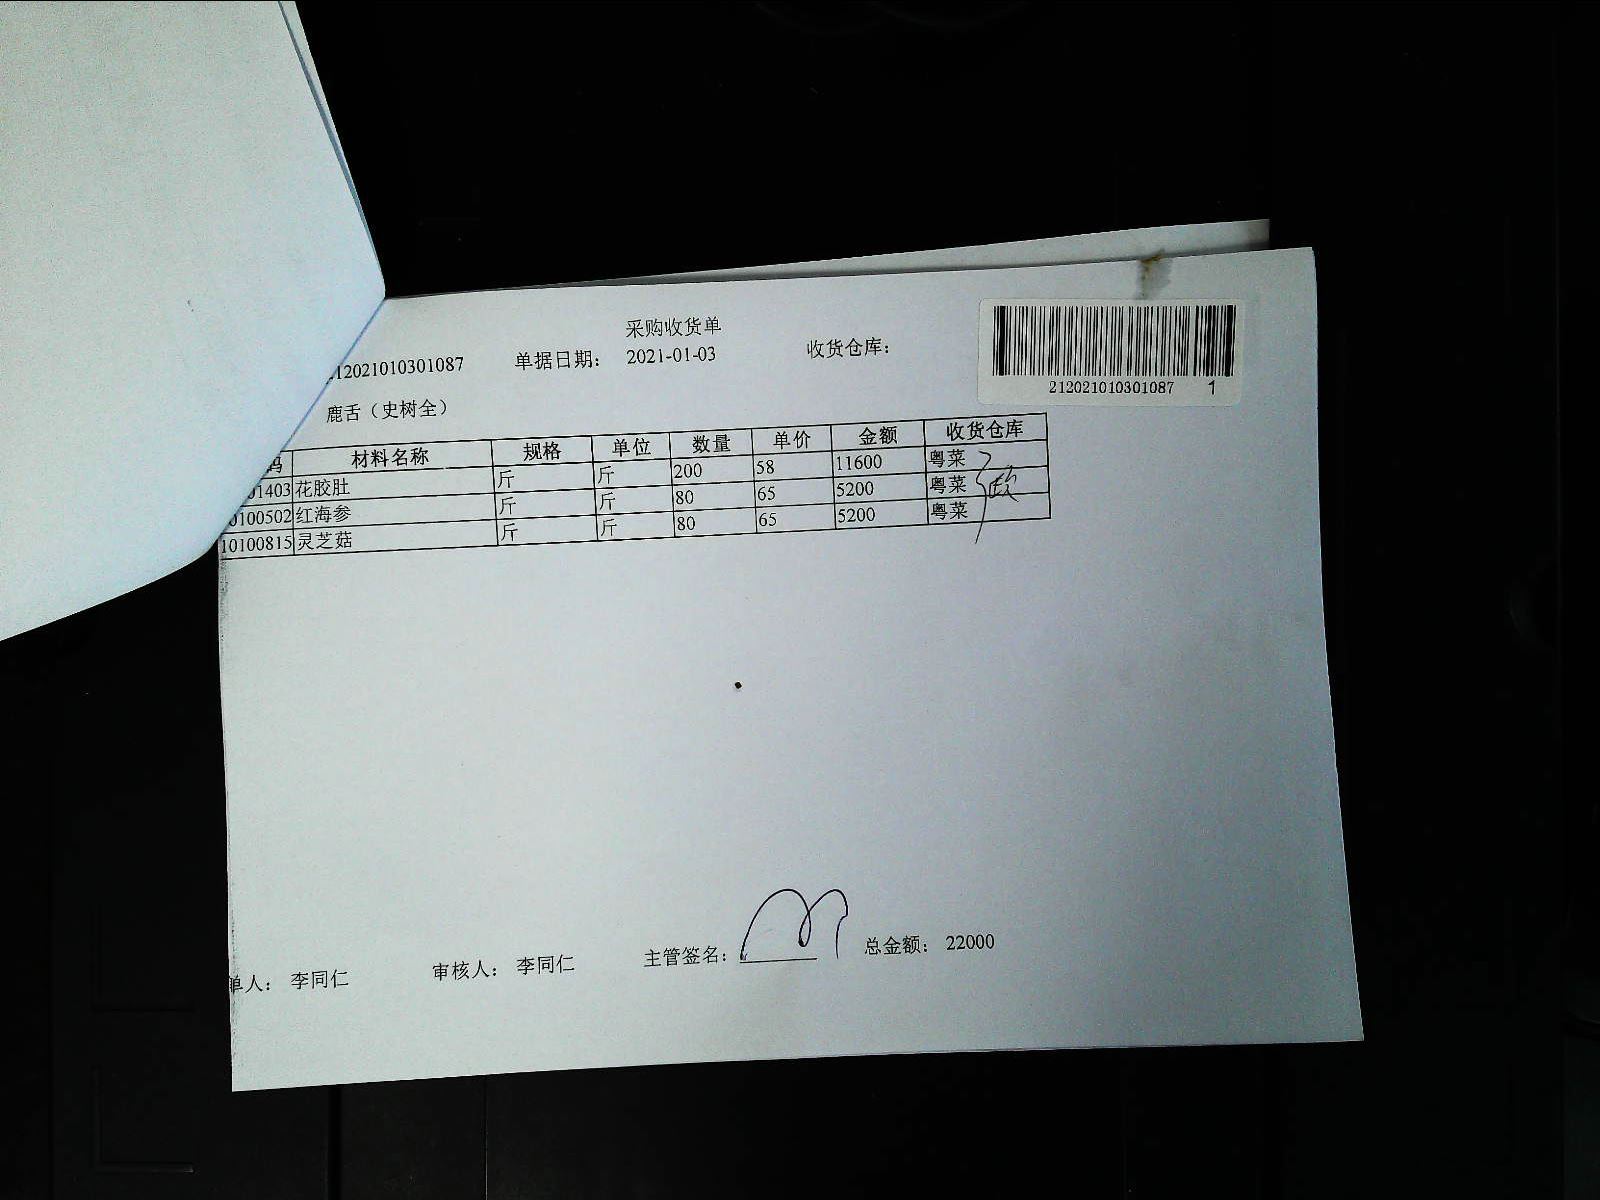 采购收货单
212021010301087 单据日期： 2021-01-03 收货仓库：
212021010301087 1
鹿舌（史树全）
码 材料名称 规格 单位 数量 单价 金额 收货仓库
01403 花胶肚 斤 斤 200 58 11600 粤菜
0100502 红海参 斤 斤 80 65 5200 粤菜
10100815 灵芝菇 斤 斤 80 65 5200 粤菜
单人： 李同仁 审核人： 李同仁 主管签名： 总金额： 22000